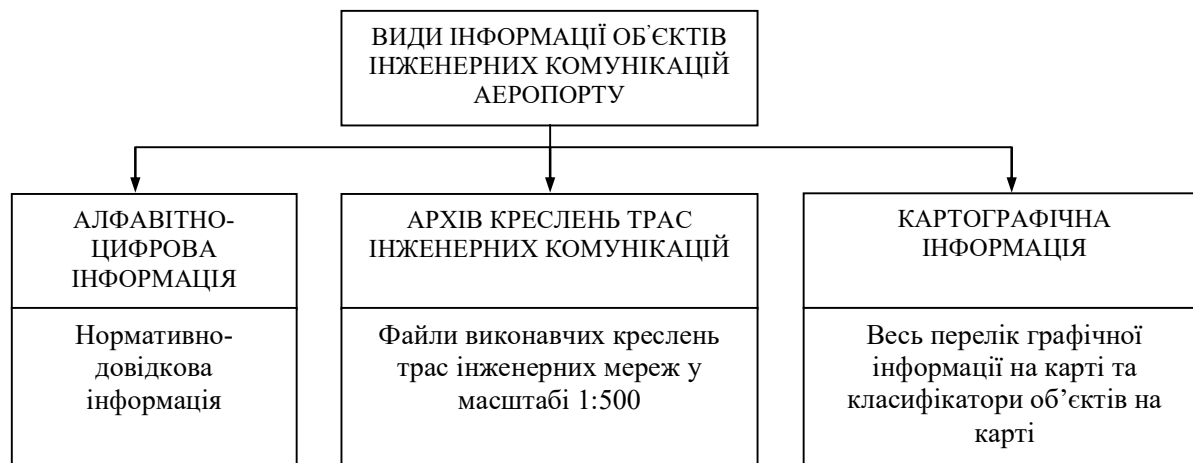 ВИДИ ІНФОРМАЦІЇ ОБ’ЄКТІВ
ІНЖЕНЕРНИХ КОМУНІКАЦІЙ
АЕРОПОРТУ
АЛФАВІТНО-
ЦИФРОВА
ІНФОРМАЦІЯ
Нормативно-
довідкова
інформація
АРХІВ КРЕСЛЕНЬ ТРАС
ІНЖЕНЕРНИХ КОМУНІКАЦІЙ
Файли виконавчих креслень
трас інженерних мереж у
масштабі 1:500
КАРТОГРАФІЧНА
ІНФОРМАЦІЯ
Весь перелік графічної
інформації на карті та
класифікатори об’єктів на
карті